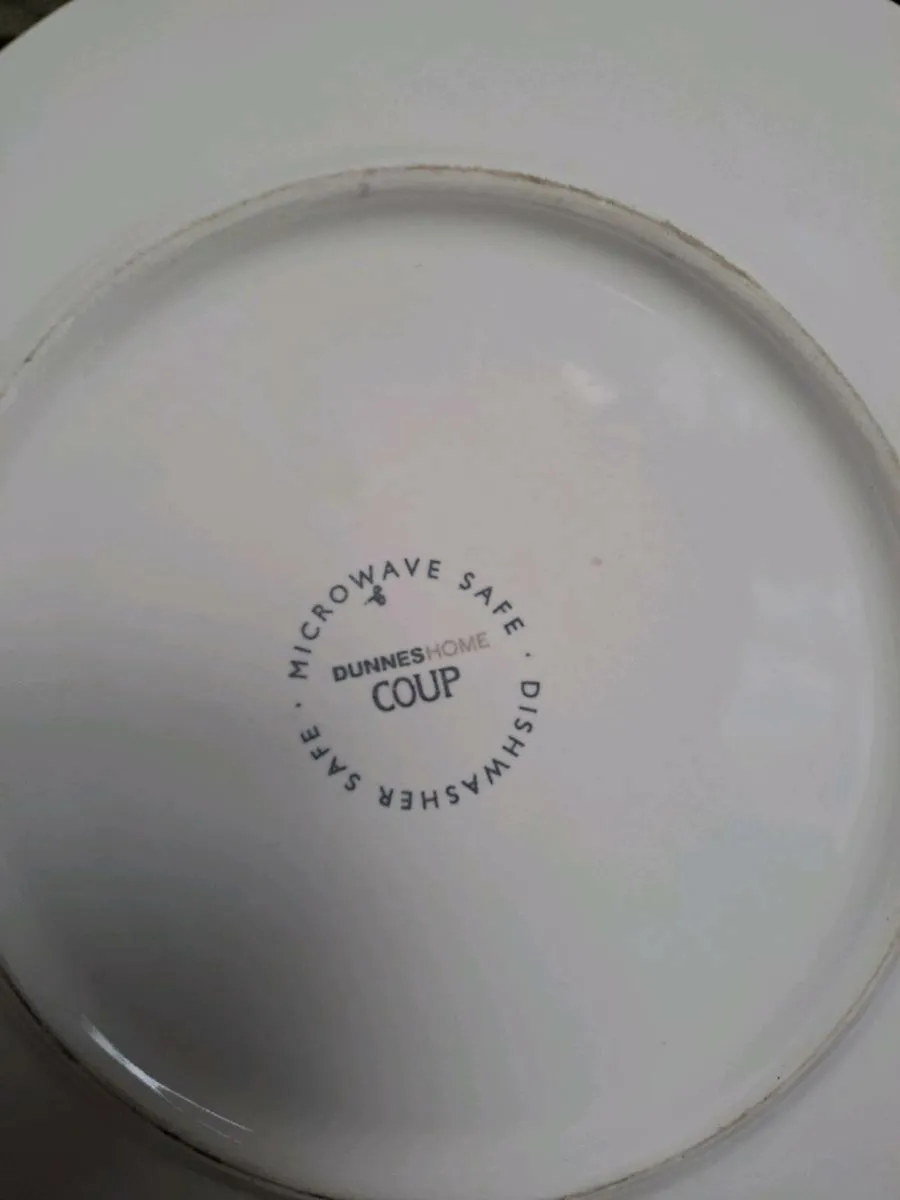 MICROWAVE SAFE · DISHWASHER SAFE ·
DUNNESHOME
COUP